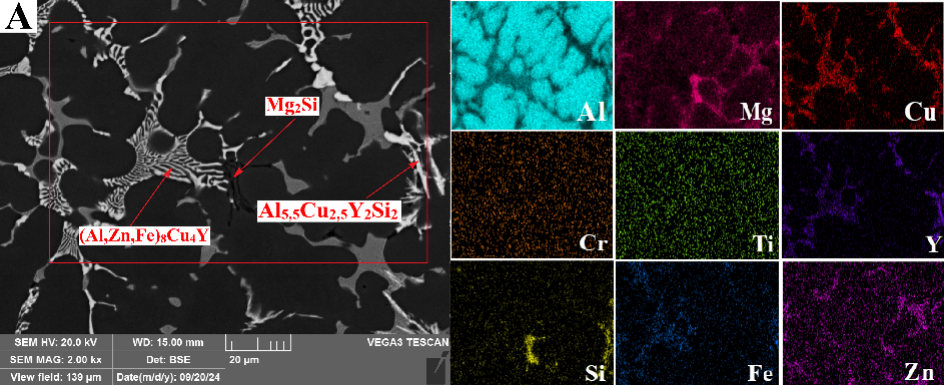 A
Mg₂Si
Al₅,₅Cu₂,₅Y₂Si₂
(Al,Zn,Fe)₈Cu₄Y
SEM HV: 20.0 kV WD: 15.00 mm VEGA3 TESCAN
SEM MAG: 2.00 kx Det: BSE 20 µm
View field: 139 µm Date(m/d/y): 09/20/24
Al Mg Cu
Cr Ti Y
Si Fe Zn